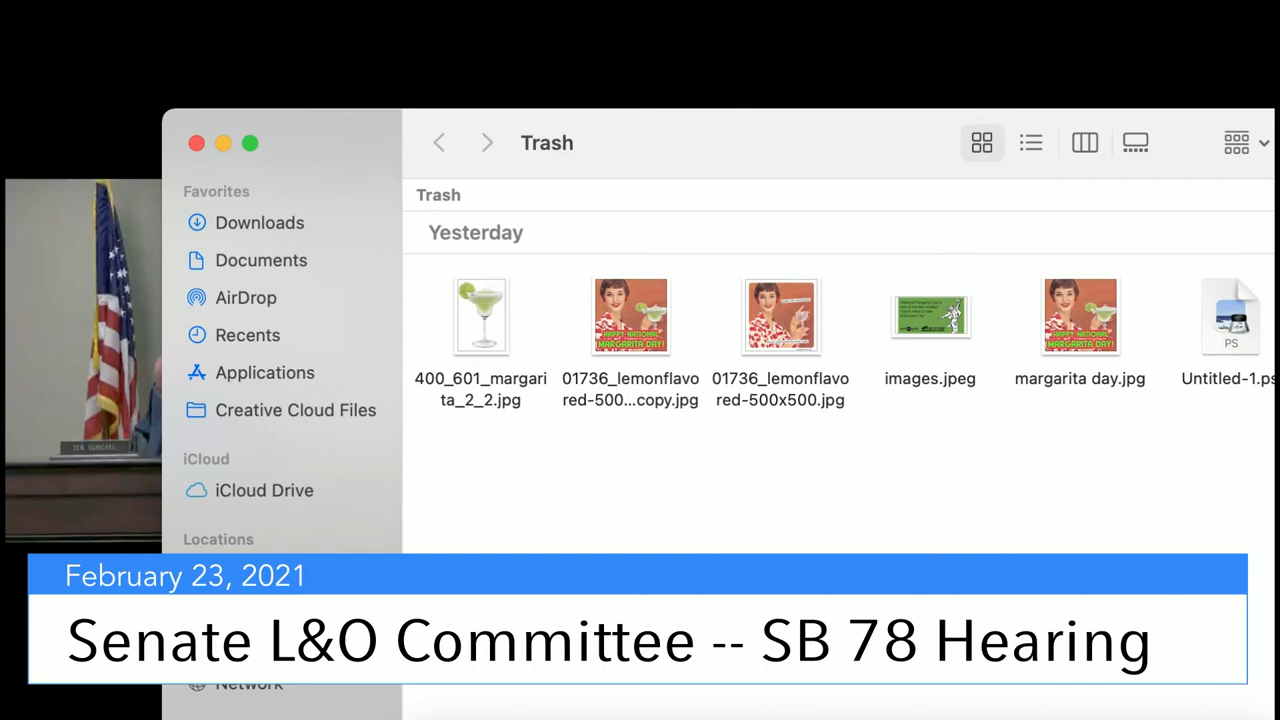 Trash
Favorites
Downloads
Documents
AirDrop
Recents
Applications
Creative Cloud Files
iCloud
iCloud Drive
Locations
Network
Trash
Yesterday
HAPPY NATIONAL
MARGARITA DAY!
HAPPY NATIONAL
MARGARITA DAY!
PS
400_601_margari
ta_2_2.jpg
01736_lemonflavo
red-500...copy.jpg
01736_lemonflavo
red-500x500.jpg
images.jpeg
margarita day.jpg
Untitled-1.ps
SEN SCHICKEL
February 23, 2021
Senate L&O Committee -- SB 78 Hearing